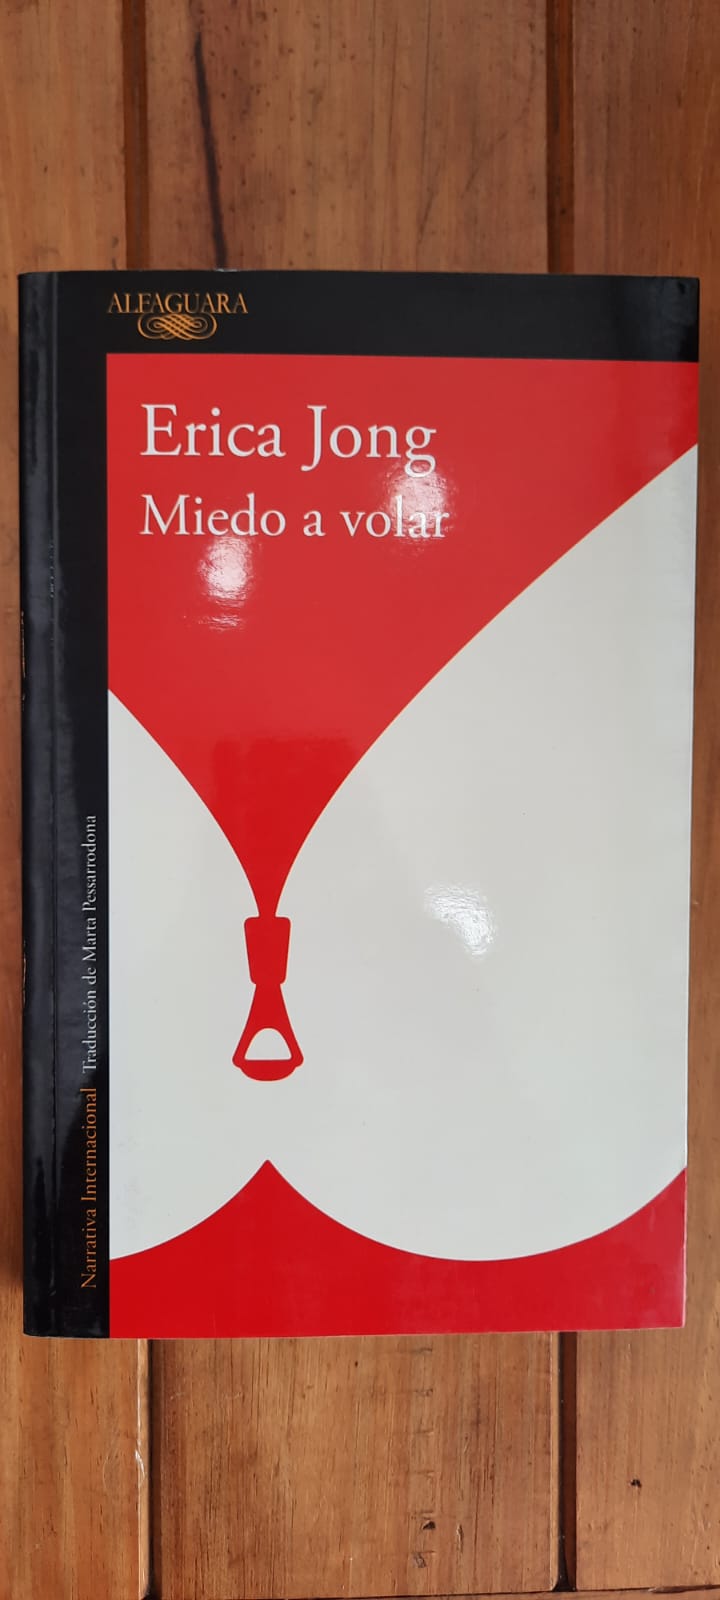 ALFAGUARA
Erica Jong
Miedo a volar
Narrativa Internacional Traducción de Marta Pessarrodona